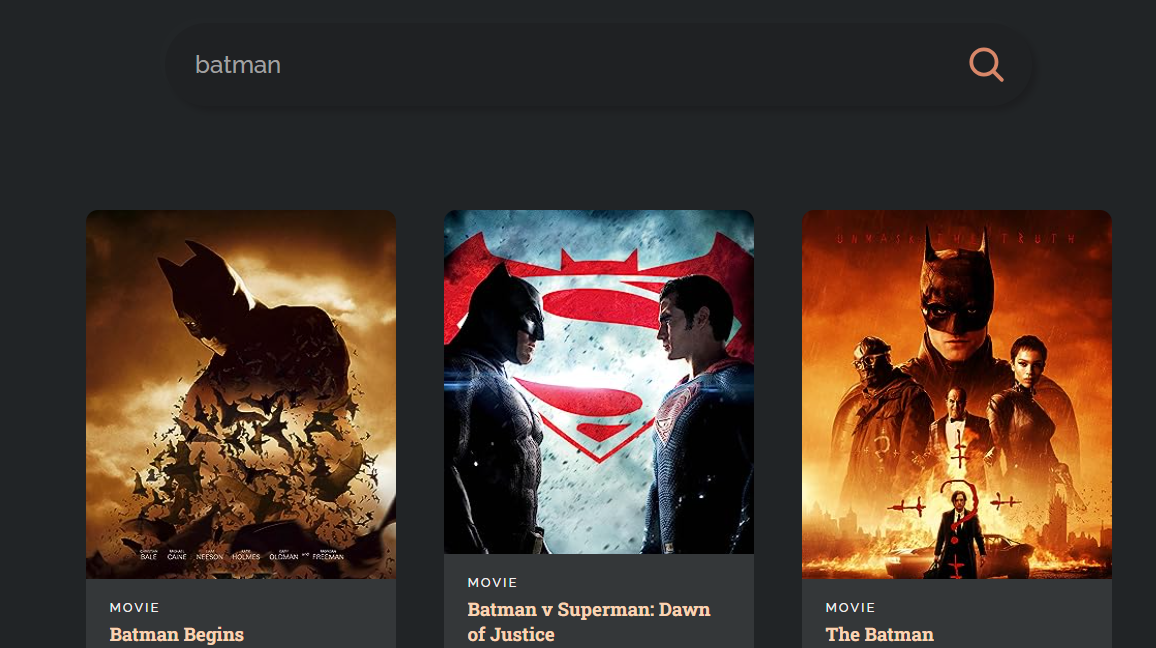 batman
UNMASK THE TRUTH
CHRISTIAN BALE MICHAEL CAINE LIAM NEESON KATIE HOLMES GARY OLDMAN AND MORGAN FREEMAN
MOVIE
Batman Begins
MOVIE
Batman v Superman: Dawn
of Justice
MOVIE
The Batman